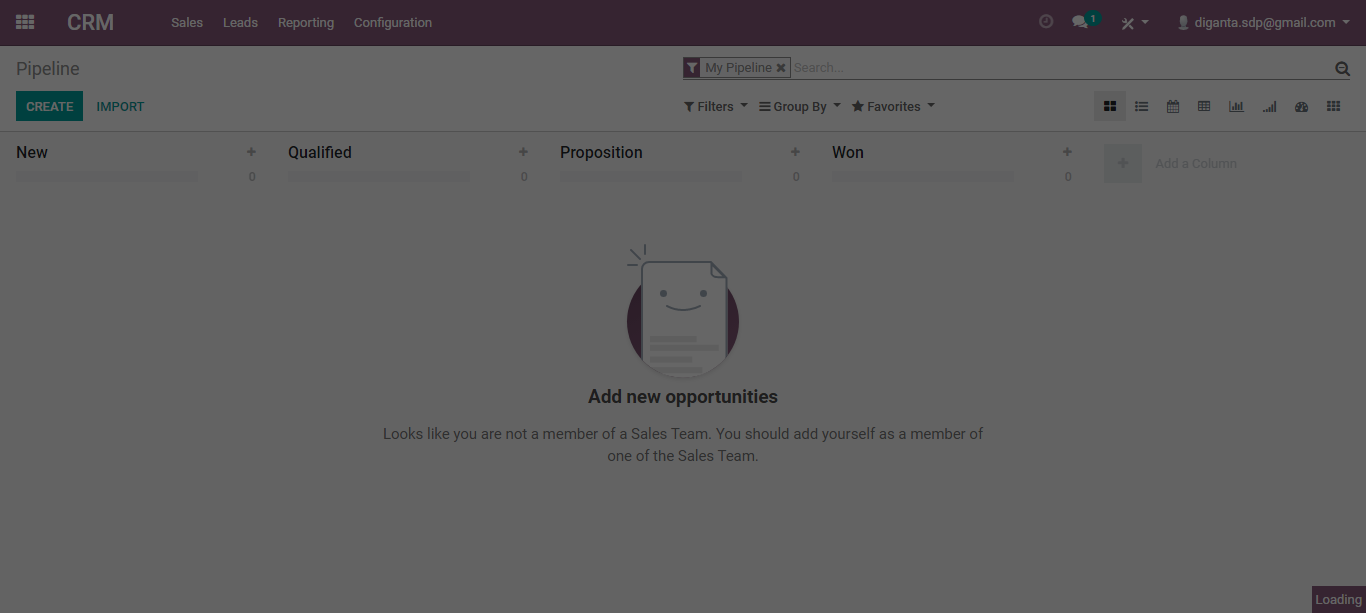 CRM Sales Leads Reporting Configuration 1 diganta.sdp@gmail.com
Pipeline My Pipeline Search...
CREATE IMPORT Filters Group By Favorites
New Qualified Proposition Won Add a Column
0 0 0 0
Add new opportunities
Looks like you are not a member of a Sales Team. You should add yourself as a member of
one of the Sales Team.
Loading